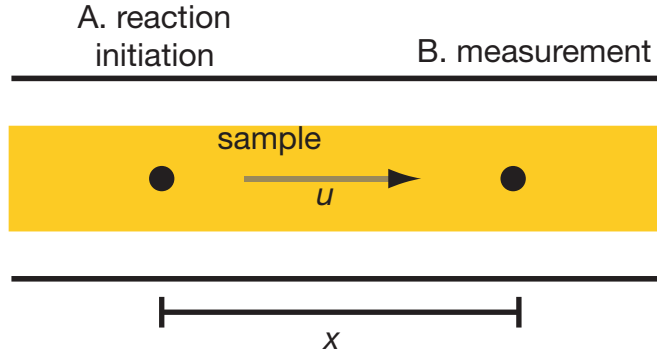 A. reaction
initiation
B. measurement
sample
u
x